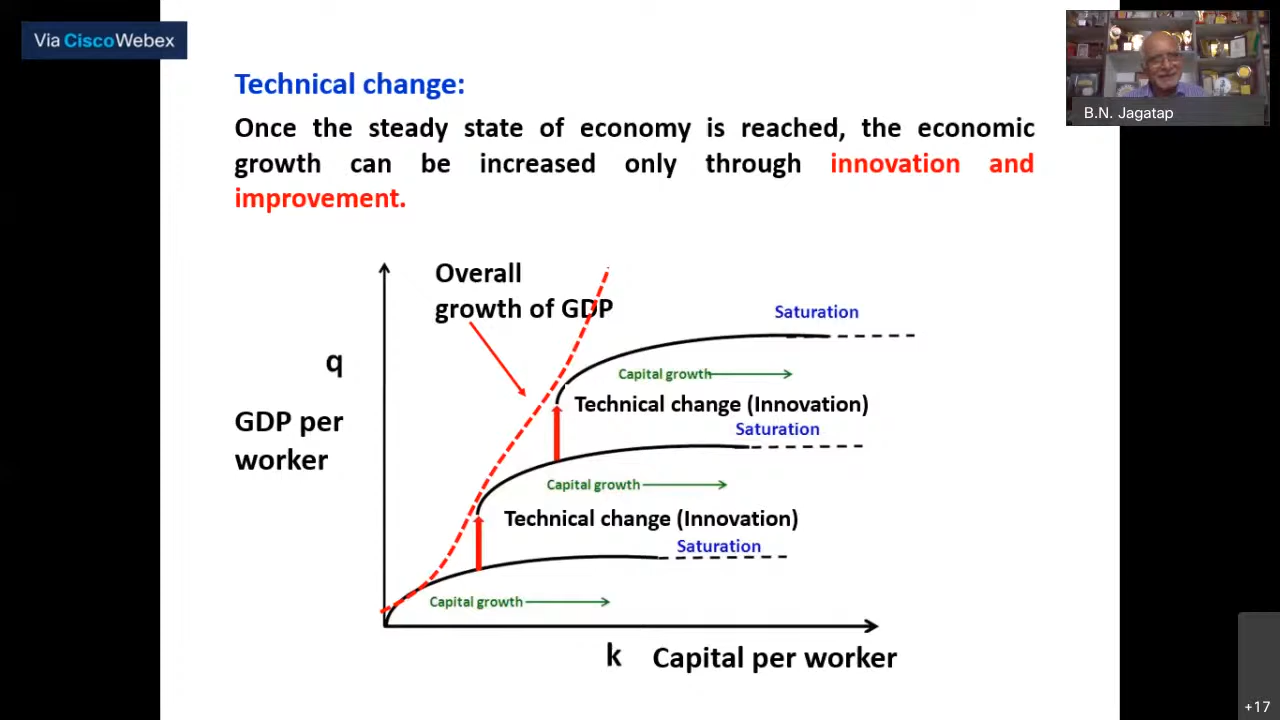 Via CiscoWebex
B.N. Jagatap
Technical change:
Once the steady state of economy is reached, the economic
growth can be increased only through innovation and
improvement.
Overall
growth of GDP
Saturation
q
Capital growth
Technical change (Innovation)
GDP per
worker
Saturation
Capital growth
Technical change (Innovation)
Saturation
Capital growth
k Capital per worker
+17